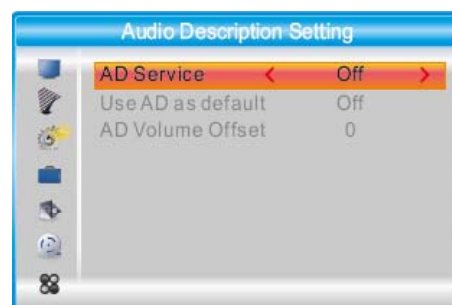 Audio Description Setting
AD Service < Off >
Use AD as default Off
AD Volume Offset 0